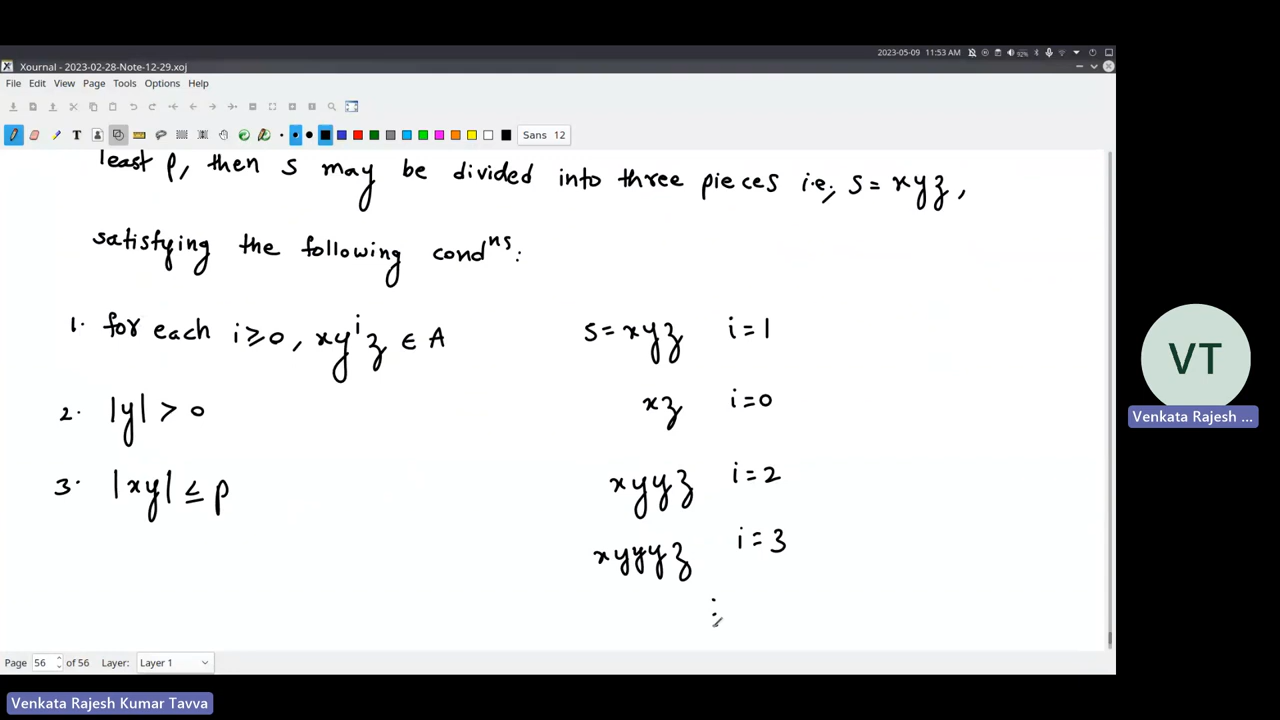 2023-05-09 11:53 AM
Xournal - 2023-02-28-Note-12-29.xoj
File Edit View Page Tools Options Help
Sans 12
least p, then s may be divided into three pieces i.e., s = xyz,
satisfying the following condⁿˢ:
1. for each i ≥ 0, xyⁱz ∈ A
s = xyz i = 1
xz i = 0
2. |y| > 0
xyyz i = 2
3. |xy| ≤ p
xyyyz i = 3
⋮
VT
Venkata Rajesh ...
Page 56 of 56 Layer: Layer 1
Venkata Rajesh Kumar Tavva